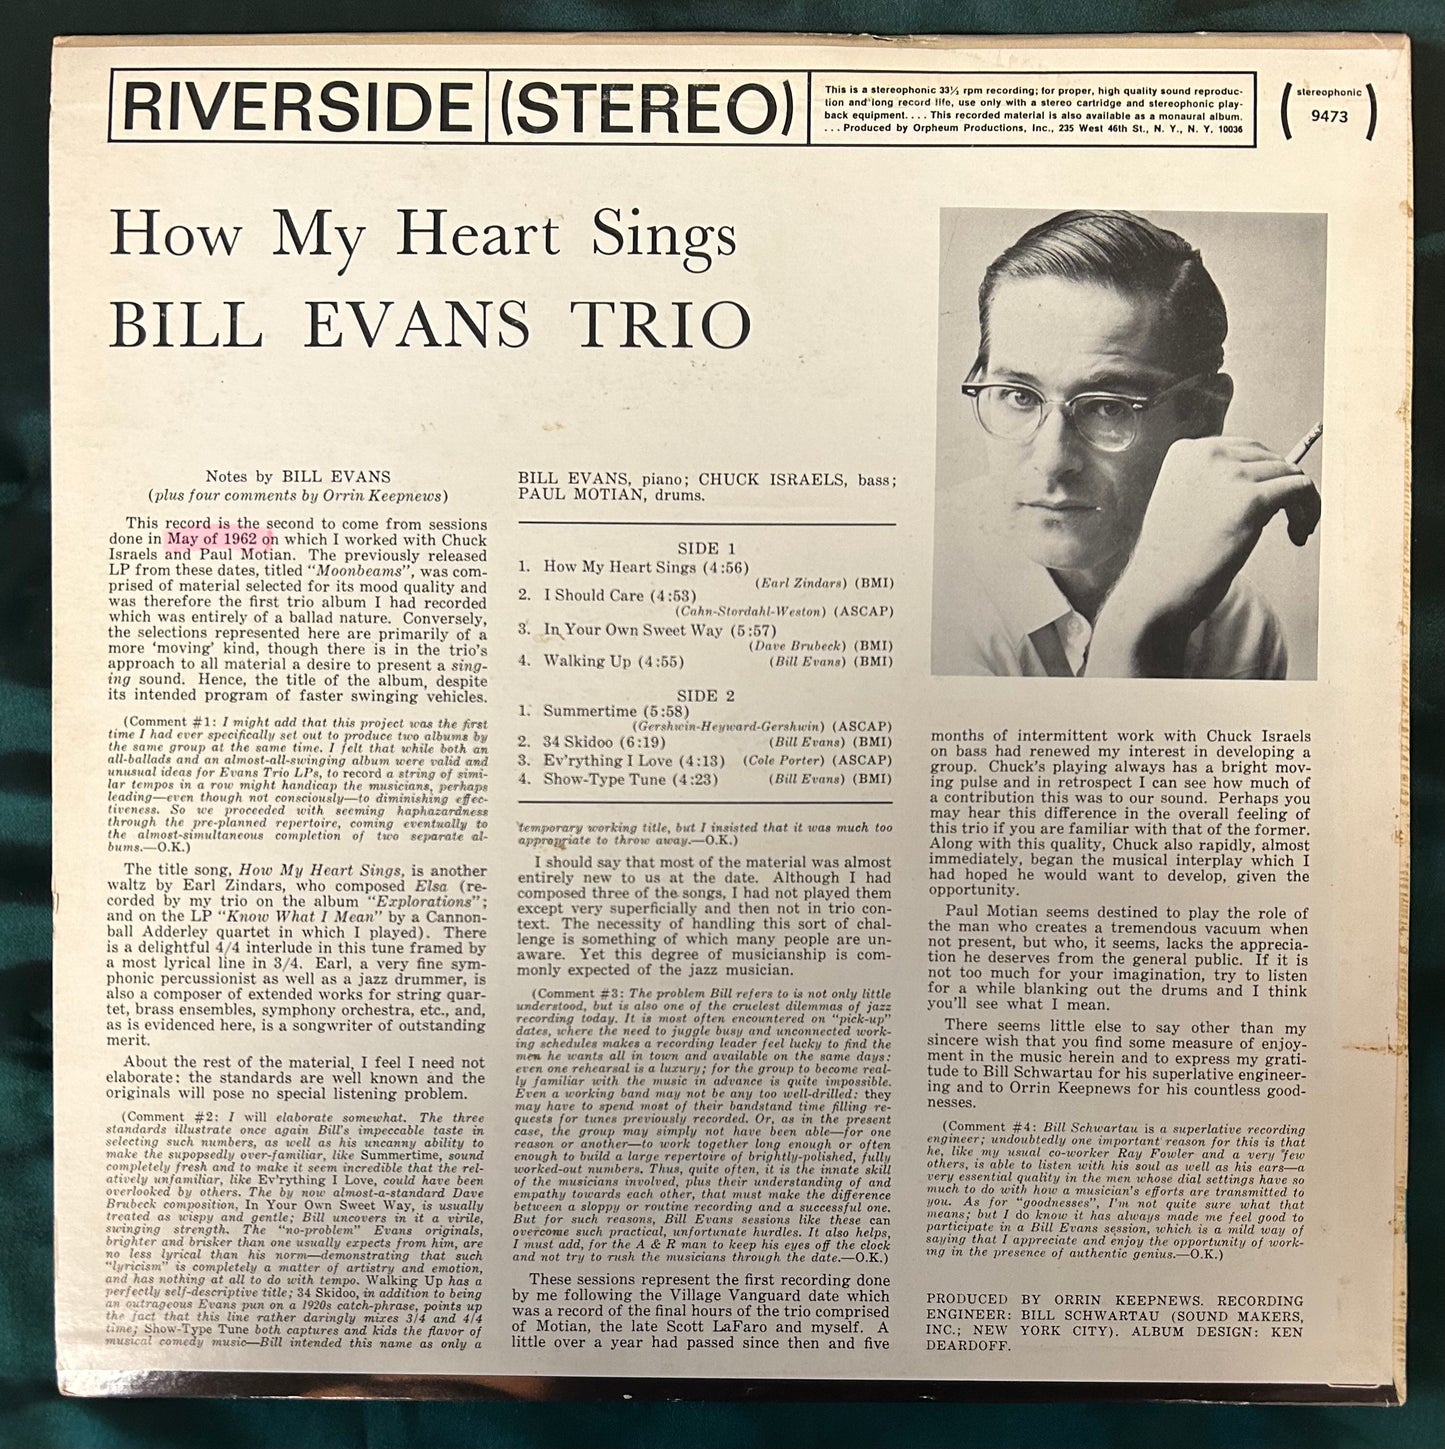 RIVERSIDE (STEREO)
This is a stereophonic 33⅓ rpm recording; for proper, high quality sound reproduc-
tion and long record life, use only with a stereo cartridge and stereophonic play-
back equipment. . . . This recorded material is also available as a monaural album.
. . . Produced by Orpheum Productions, Inc., 235 West 46th St., N. Y., N. Y. 10036
(stereophonic
9473)
How My Heart Sings
BILL EVANS TRIO
Notes by BILL EVANS
(plus four comments by Orrin Keepnews)
This record is the second to come from sessions
done in May of 1962 on which I worked with Chuck
Israels and Paul Motian. The previously released
LP from these dates, titled “Moonbeams”, was com-
prised of material selected for its mood quality and
was therefore the first trio album I had recorded
which was entirely of a ballad nature. Conversely,
the selections represented here are primarily of a
more ‘moving’ kind, though there is in the trio’s
approach to all material a desire to present a sing-
ing sound. Hence, the title of the album, despite
its intended program of faster swinging vehicles.
(Comment #1: I might add that this project was the first
time I had ever specifically set out to produce two albums by
the same group at the same time. I felt that while both an
all-ballads and an almost-all-swinging album were valid and
unusual ideas for Evans Trio LPs, to record a string of simi-
lar tempos in a row might handicap the musicians, perhaps
leading—even though not consciously—to diminishing effec-
tiveness. So we proceeded with seeming haphazardness
through the pre-planned repertoire, coming eventually to
the almost-simultaneous completion of two separate al-
bums.—O.K.)
The title song, How My Heart Sings, is another
waltz by Earl Zindars, who composed Elsa (re-
corded by my trio on the album “Explorations”;
and on the LP “Know What I Mean” by a Cannon-
ball Adderley quartet in which I played). There
is a delightful 4/4 interlude in this tune framed by
a most lyrical line in 3/4. Earl, a very fine sym-
phonic percussionist as well as a jazz drummer, is
also a composer of extended works for string quar-
tet, brass ensembles, symphony orchestra, etc., and,
as is evidenced here, is a songwriter of outstanding
merit.
About the rest of the material, I feel I need not
elaborate: the standards are well known and the
originals will pose no special listening problem.
(Comment #2: I will elaborate somewhat. The three
standards illustrate once again Bill’s impeccable taste in
selecting such numbers, as well as his uncanny ability to
make the supopsedly over-familiar, like Summertime, sound
completely fresh and to make it seem incredible that the rel-
atively unfamiliar, like Ev’rything I Love, could have been
overlooked by others. The by now almost-a-standard Dave
Brubeck composition, In Your Own Sweet Way, is usually
treated as wispy and gentle; Bill uncovers in it a virile,
swinging strength. The “no-problem” Evans originals,
brighter and brisker than one usually expects from him, are
no less lyrical than his norm—demonstrating that such
“lyricism” is completely a matter of artistry and emotion,
and has nothing at all to do with tempo. Walking Up has a
perfectly self-descriptive title; 34 Skidoo, in addition to being
an outrageous Evans pun on a 1920s catch-phrase, points up
the fact that this line rather daringly mixes 3/4 and 4/4
time; Show-Type Tune both captures and kids the flavor of
musical comedy music—Bill intended this name as only a
BILL EVANS, piano; CHUCK ISRAELS, bass;
PAUL MOTIAN, drums.
SIDE 1
1. How My Heart Sings (4:56)
(Earl Zindars) (BMI)
2. I Should Care (4:53)
(Cahn-Stordahl-Weston) (ASCAP)
3. In Your Own Sweet Way (5:57)
(Dave Brubeck) (BMI)
4. Walking Up (4:55) (Bill Evans) (BMI)
SIDE 2
1. Summertime (5:58)
(Gershwin-Heyward-Gershwin) (ASCAP)
2. 34 Skidoo (6:19) (Bill Evans) (BMI)
3. Ev’rything I Love (4:13) (Cole Porter) (ASCAP)
4. Show-Type Tune (4:23) (Bill Evans) (BMI)
temporary working title, but I insisted that it was much too
appropriate to throw away.—O.K.)
I should say that most of the material was almost
entirely new to us at the date. Although I had
composed three of the songs, I had not played them
except very superficially and then not in trio con-
text. The necessity of handling this sort of chal-
lenge is something of which many people are un-
aware. Yet this degree of musicianship is com-
monly expected of the jazz musician.
(Comment #3: The problem Bill refers to is not only little
understood, but is also one of the cruelest dilemmas of jazz
recording today. It is most often encountered on “pick-up”
dates, where the need to juggle busy and unconnected work-
ing schedules makes a recording leader feel lucky to find the
men he wants all in town and available on the same days:
even one rehearsal is a luxury; for the group to become real-
ly familiar with the music in advance is quite impossible.
Even a working band may not be any too well-drilled: they
may have to spend most of their bandstand time filling re-
quests for tunes previously recorded. Or, as in the present
case, the group may simply not have been able—for one
reason or another—to work together long enough or often
enough to build a large repertoire of brightly-polished, fully
worked-out numbers. Thus, quite often, it is the innate skill
of the musicians involved, plus their understanding of and
empathy towards each other, that must make the difference
between a sloppy or routine recording and a successful one.
But for such reasons, Bill Evans sessions like these can
overcome such practical, unfortunate hurdles. It also helps,
I must add, for the A & R man to keep his eyes off the clock
and not try to rush the musicians through the date.—O.K.)
These sessions represent the first recording done
by me following the Village Vanguard date which
was a record of the final hours of the trio comprised
of Motian, the late Scott LaFaro and myself. A
little over a year had passed since then and five
months of intermittent work with Chuck Israels
on bass had renewed my interest in developing a
group. Chuck’s playing always has a bright mov-
ing pulse and in retrospect I can see how much of
a contribution this was to our sound. Perhaps you
may hear this difference in the overall feeling of
this trio if you are familiar with that of the former.
Along with this quality, Chuck also rapidly, almost
immediately, began the musical interplay which I
had hoped he would want to develop, given the
opportunity.
Paul Motian seems destined to play the role of
the man who creates a tremendous vacuum when
not present, but who, it seems, lacks the apprecia-
tion he deserves from the general public. If it is
not too much for your imagination, try to listen
for a while blanking out the drums and I think
you’ll see what I mean.
There seems little else to say other than my
sincere wish that you find some measure of enjoy-
ment in the music herein and to express my grati-
tude to Bill Schwartau for his superlative engineer-
ing and to Orrin Keepnews for his countless good-
nesses.
(Comment #4: Bill Schwartau is a superlative recording
engineer; undoubtedly one important reason for this is that
he, like my usual co-worker Ray Fowler and a very few
others, is able to listen with his soul as well as his ears—a
very essential quality in the men whose dial settings have so
much to do with how a musician’s efforts are transmitted to
you. As for “goodnesses”, I’m not quite sure what that
means; but I do know it has always made me feel good to
participate in a Bill Evans session, which is a mild way of
saying that I appreciate and enjoy the opportunity of work-
ing in the presence of authentic genius.—O.K.)
PRODUCED BY ORRIN KEEPNEWS. RECORDING
ENGINEER: BILL SCHWARTAU (SOUND MAKERS,
INC.; NEW YORK CITY). ALBUM DESIGN: KEN
DEARDOFF.